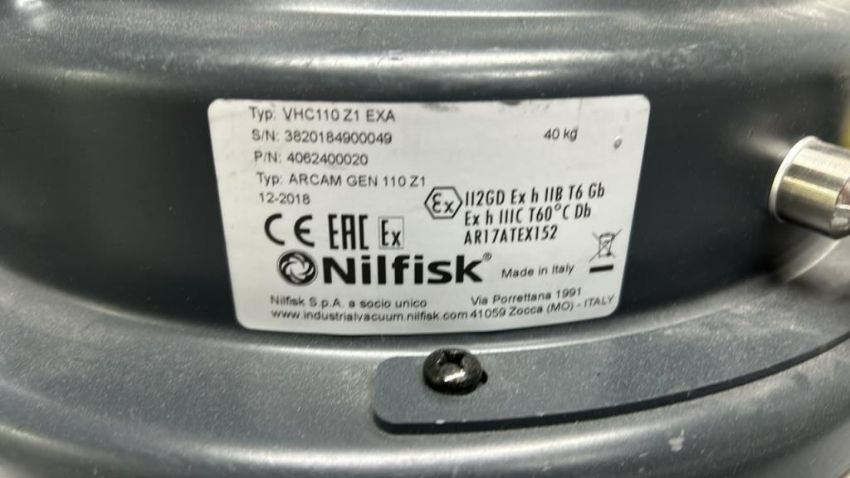 Typ: VHC110 Z1 EXA
S/N: 3820184900049 40 kg
P/N: 4062400020
Typ: ARCAM GEN 110 Z1
12-2018
Ex II2GD Ex h IIB T6 Gb
Ex h IIIC T60°C Db
AR17ATEX152
CE EAC Ex
Nilfisk® Made in Italy
Nilfisk S.P.A. a socio unico Via Porrettana 1991
www.industrialvacuum.nilfisk.com 41059 Zocca (MO) - ITALY